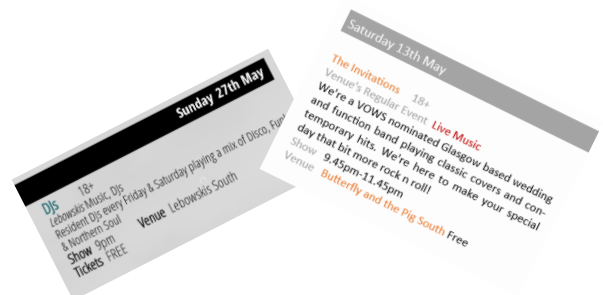 Sunday 27th May
DJs 18+
Lebowskis Music, DJs
Resident DJs every Friday & Saturday playing a mix of Disco,
& Northern Soul
Show 9pm Venue Lebowskis South
Tickets FREE
Saturday 13th May
The Invitations 18+
Venue's Regular Event Live Music
We're a VOWS nominated Glasgow based wedding
and function band playing classic covers and con-
temporary hits. We're here to make your special
day that bit more rock n roll!
Show 9.45pm-11.45pm
Venue Butterfly and the Pig South Free